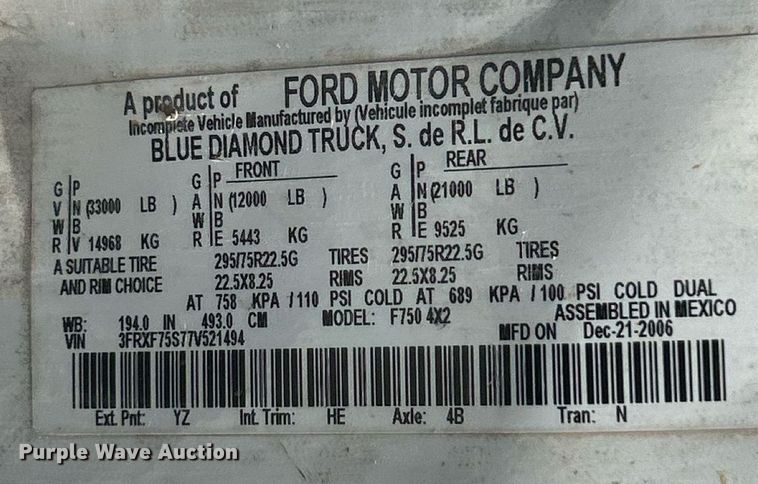 A product of FORD MOTOR COMPANY
Incomplete Vehicle Manufactured by (Vehicule incomplet fabrique par)
BLUE DIAMOND TRUCK, S. de R.L. de C.V.
G P G P FRONT G P REAR
V N (33000 LB ) A N (12000 LB ) A N (21000 LB )
W B W B W B
R V 14968 KG R E 5443 KG R E 9525 KG
A SUITABLE TIRE 295/75R22.5G TIRES 295/75R22.5G TIRES
AND RIM CHOICE 22.5X8.25 RIMS 22.5X8.25 RIMS
AT 758 KPA / 110 PSI COLD AT 689 KPA / 100 PSI COLD DUAL
WB: 194.0 IN 493.0 CM MODEL: F750 4X2 ASSEMBLED IN MEXICO
VIN 3FRXF75S77V521494 MFD ON Dec-21-2006
Ext. Pnt: YZ Int. Trim: HE Axle: 4B Tran: N
Purple Wave Auction